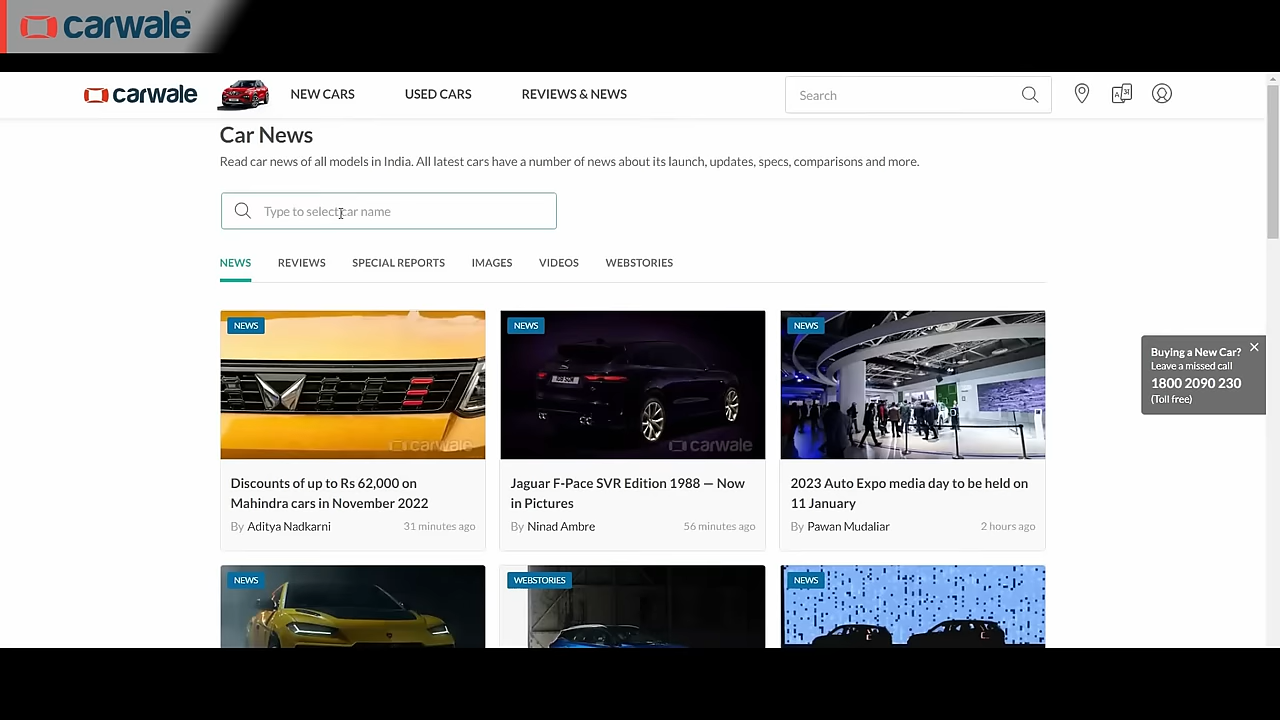 carwale™
carwale
NEW CARS
USED CARS
REVIEWS & NEWS
Search
Car News
Read car news of all models in India. All latest cars have a number of news about its launch, updates, specs, comparisons and more.
Type to select car name
NEWS
REVIEWS
SPECIAL REPORTS
IMAGES
VIDEOS
WEBSTORIES
NEWS
carwale
Discounts of up to Rs 62,000 on
Mahindra cars in November 2022
By Aditya Nadkarni
31 minutes ago
NEWS
carwale
Jaguar F-Pace SVR Edition 1988 — Now
in Pictures
By Ninad Ambre
56 minutes ago
NEWS
2023 Auto Expo media day to be held on
11 January
By Pawan Mudaliar
2 hours ago
Buying a New Car?
Leave a missed call
1800 2090 230
(Toll free)
NEWS
WEBSTORIES
NEWS